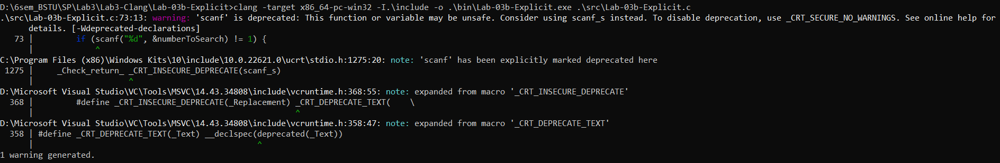 D:\6sem_BSTU\SP\Lab3\Lab3-Clang\Lab-03b-Explicit>clang -target x86_64-pc-win32 -I.\include -o .\bin\Lab-03b-Explicit.exe .\src\Lab-03b-Explicit.c
.\src\Lab-03b-Explicit.c:73:13: warning: 'scanf' is deprecated: This function or variable may be unsafe. Consider using scanf_s instead. To disable deprecation, use _CRT_SECURE_NO_WARNINGS. See online help for
      details. [-Wdeprecated-declarations]
   73 |         if (scanf("%d", &numberToSearch) != 1) {
      |             ^
C:\Program Files (x86)\Windows Kits\10\include\10.0.22621.0\ucrt\stdio.h:1275:20: note: 'scanf' has been explicitly marked deprecated here
 1275 |     _Check_return_ _CRT_INSECURE_DEPRECATE(scanf_s)
      |                    ^
D:\Microsoft Visual Studio\VC\Tools\MSVC\14.43.34808\include\vcruntime.h:368:55: note: expanded from macro '_CRT_INSECURE_DEPRECATE'
  368 |         #define _CRT_INSECURE_DEPRECATE(_Replacement) _CRT_DEPRECATE_TEXT(    \
      |                                                       ^
D:\Microsoft Visual Studio\VC\Tools\MSVC\14.43.34808\include\vcruntime.h:358:47: note: expanded from macro '_CRT_DEPRECATE_TEXT'
  358 | #define _CRT_DEPRECATE_TEXT(_Text) __declspec(deprecated(_Text))
      |                                               ^
1 warning generated.